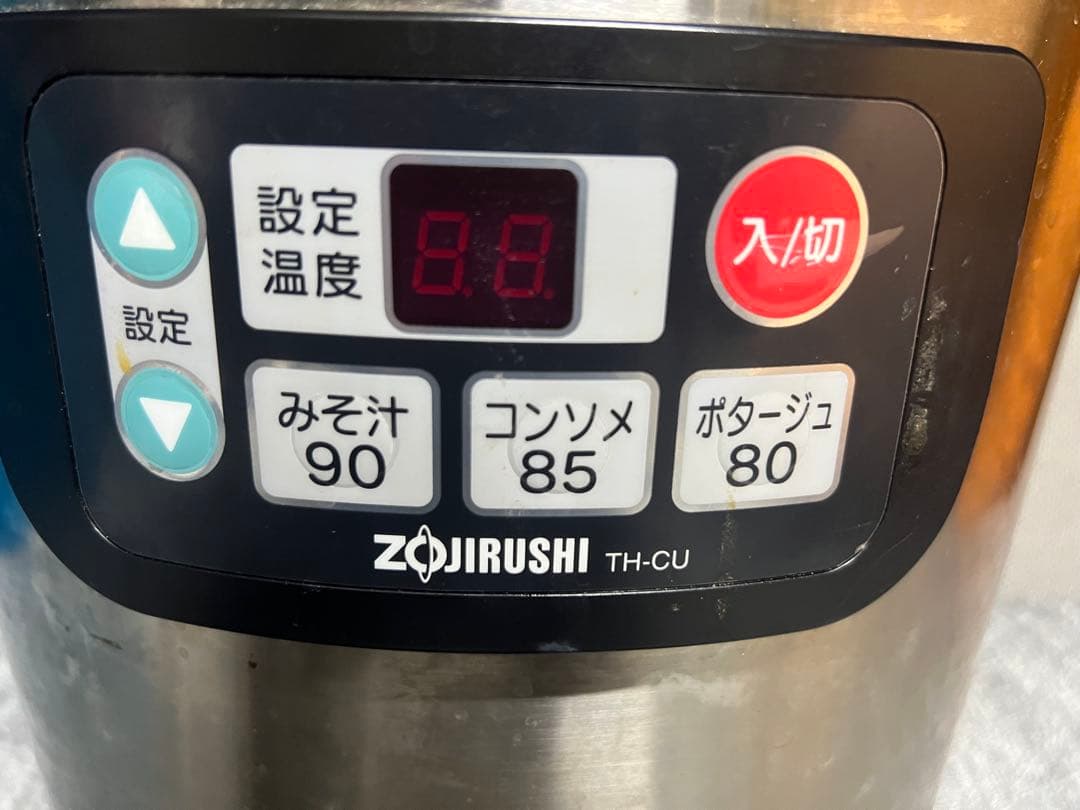 設定
温度
8.8.
入/切
設定
みそ汁
90
コンソメ
85
ポタージュ
80
ZOJIRUSHI TH-CU